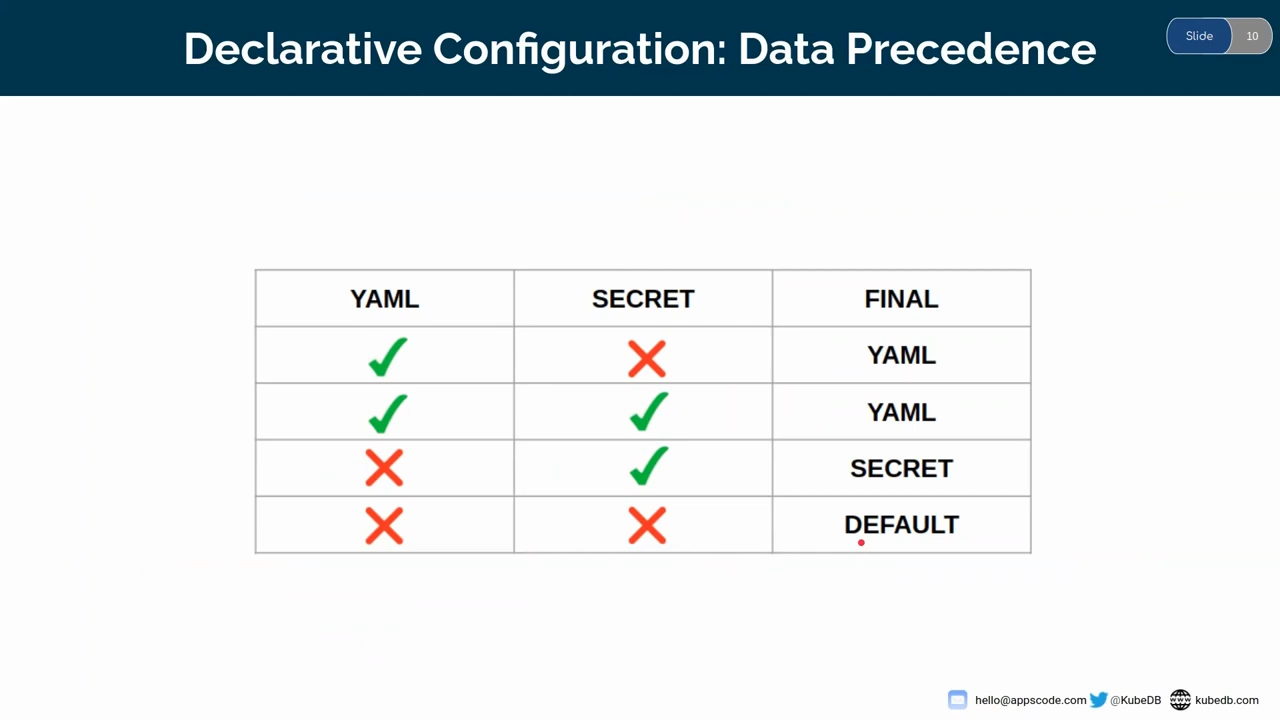 Declarative Configuration: Data Precedence
Slide 10
YAML SECRET FINAL
YAML
YAML
SECRET
DEFAULT
hello@appscode.com @KubeDB kubedb.com